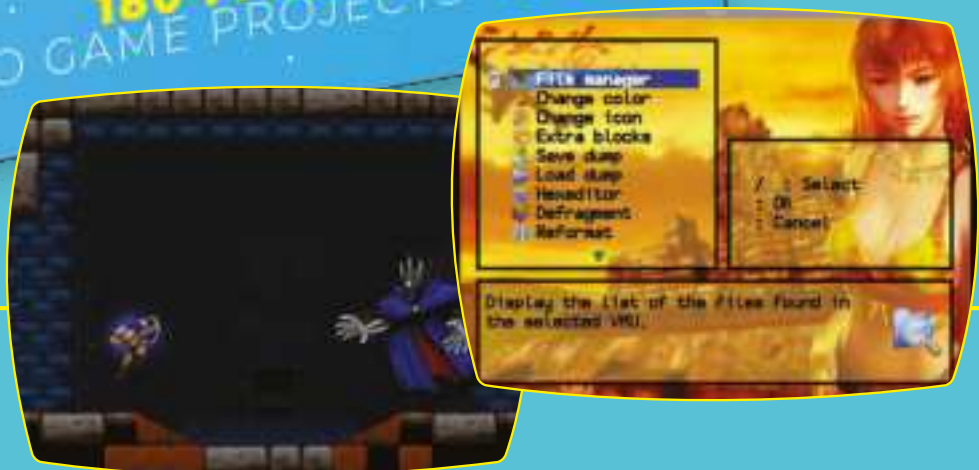 180
GAME PROJECTS
File manager
Change color
Change icon
Extra blocks
Save dump
Load dump
Hexeditor
Defragment
Reformat
/ : Select
: OK
: Cancel
Display the list of the files found in
the selected VMU.